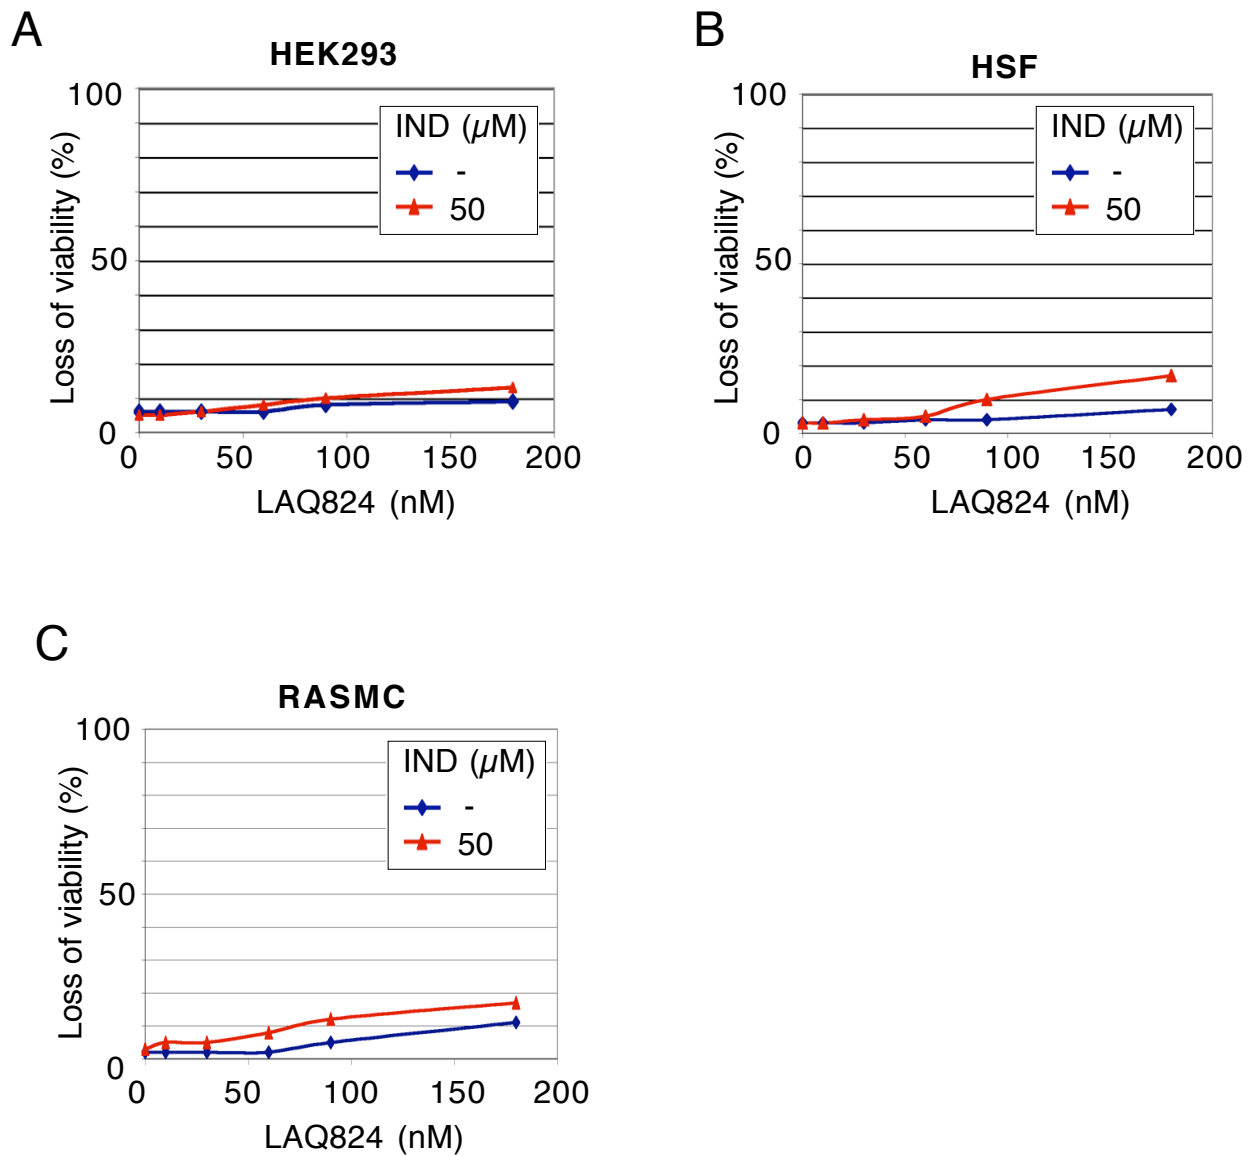 A
HEK293
100
50
0
Loss of viability (%)
IND (µM)
-
50
0 50 100 150 200
LAQ824 (nM)
B
HSF
100
50
0
Loss of viability (%)
IND (µM)
-
50
0 50 100 150 200
LAQ824 (nM)
C
RASMC
100
50
0
Loss of viability (%)
IND (µM)
-
50
0 50 100 150 200
LAQ824 (nM)